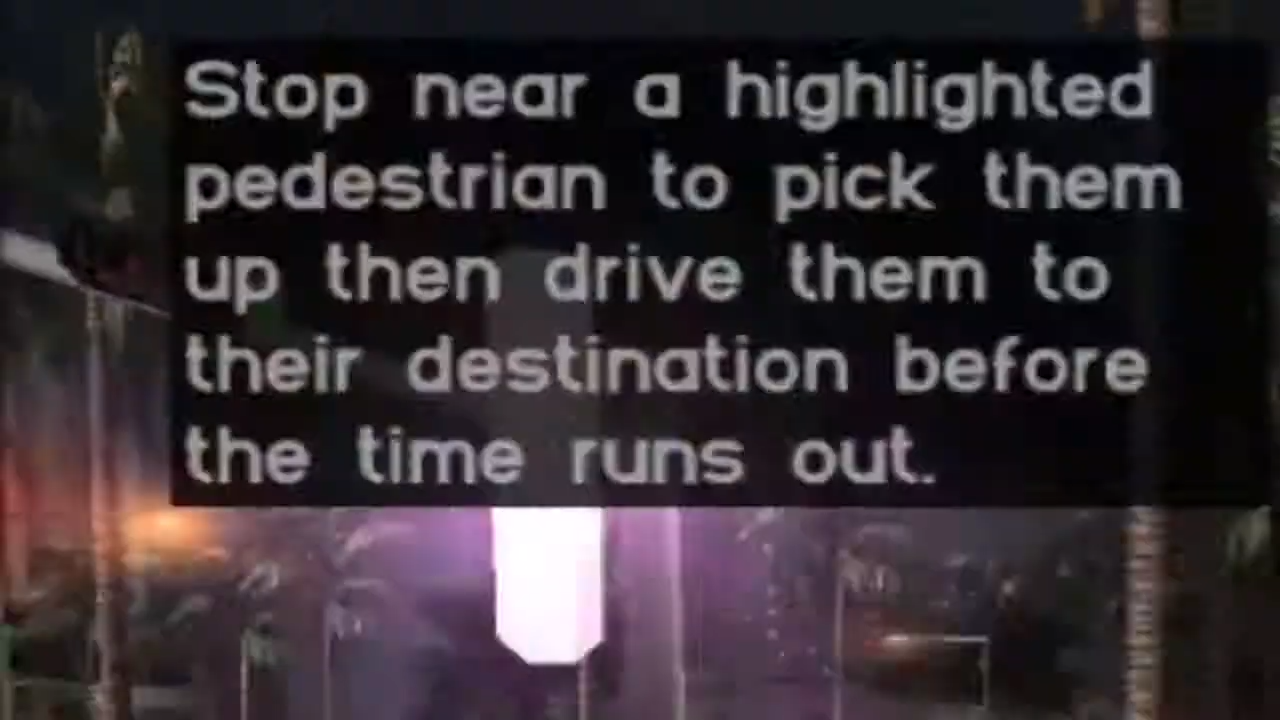 Stop near a highlighted
pedestrian to pick them
up then drive them to
their destination before
the time runs out.